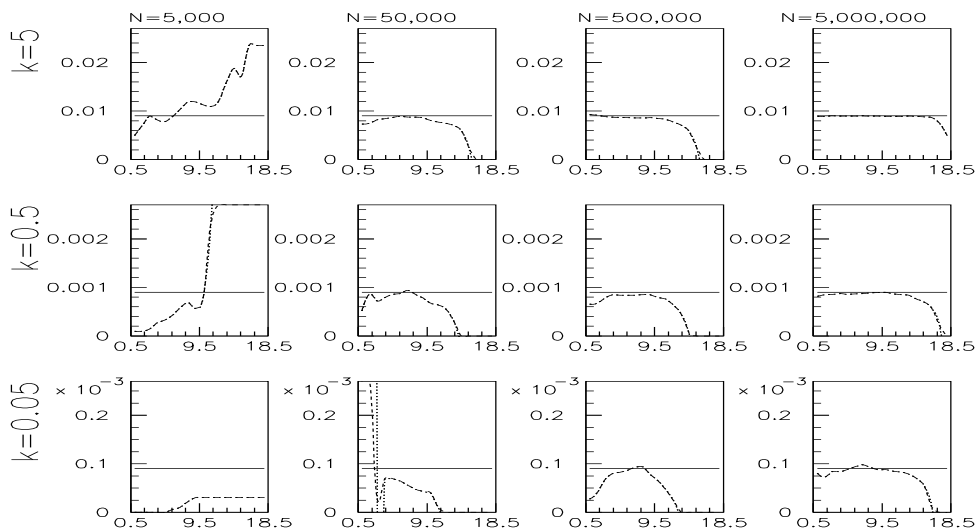 N=5,000 N=50,000 N=500,000 N=5,000,000
k=5
0.02 0.02 0.02 0.02
0.01 0.01 0.01 0.01
0 0 0 0
0.5 9.5 18.5 0.5 9.5 18.5 0.5 9.5 18.5 0.5 9.5 18.5
k=0.5
0.002 0.002 0.002 0.002
0.001 0.001 0.001 0.001
0 0 0 0
0.5 9.5 18.5 0.5 9.5 18.5 0.5 9.5 18.5 0.5 9.5 18.5
k=0.05
x 10-3 x 10-3 x 10-3 x 10-3
0.2 0.2 0.2 0.2
0.1 0.1 0.1 0.1
0 0 0 0
0.5 9.5 18.5 0.5 9.5 18.5 0.5 9.5 18.5 0.5 9.5 18.5